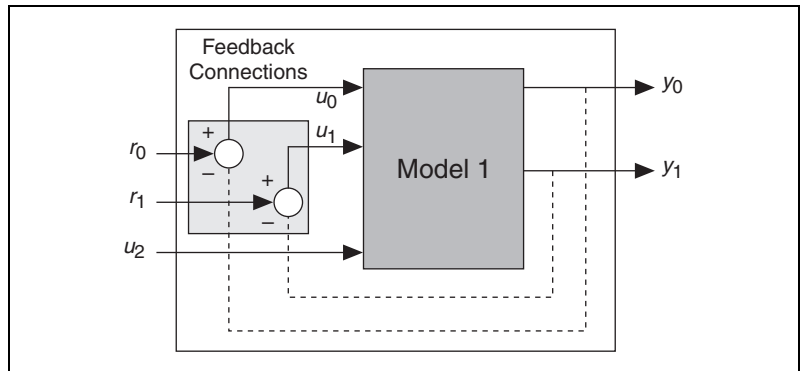 Feedback
Connections
u0
y0
+
u1
r0
–
+
Model 1
y1
r1
–
u2